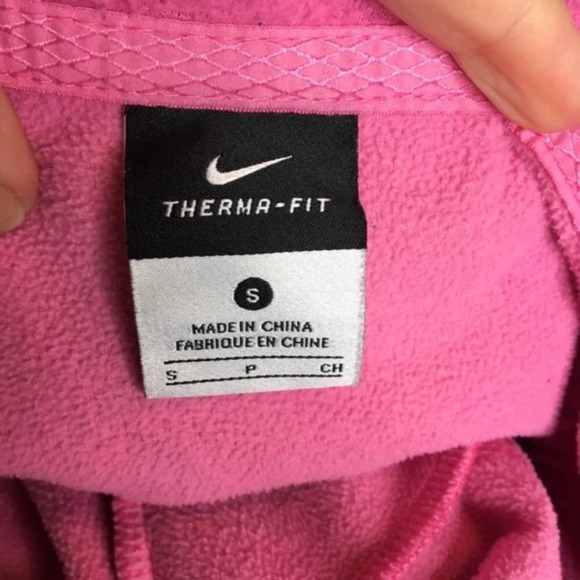 THERMA-FIT
S
MADE IN CHINA
FABRIQUE EN CHINE
S P CH